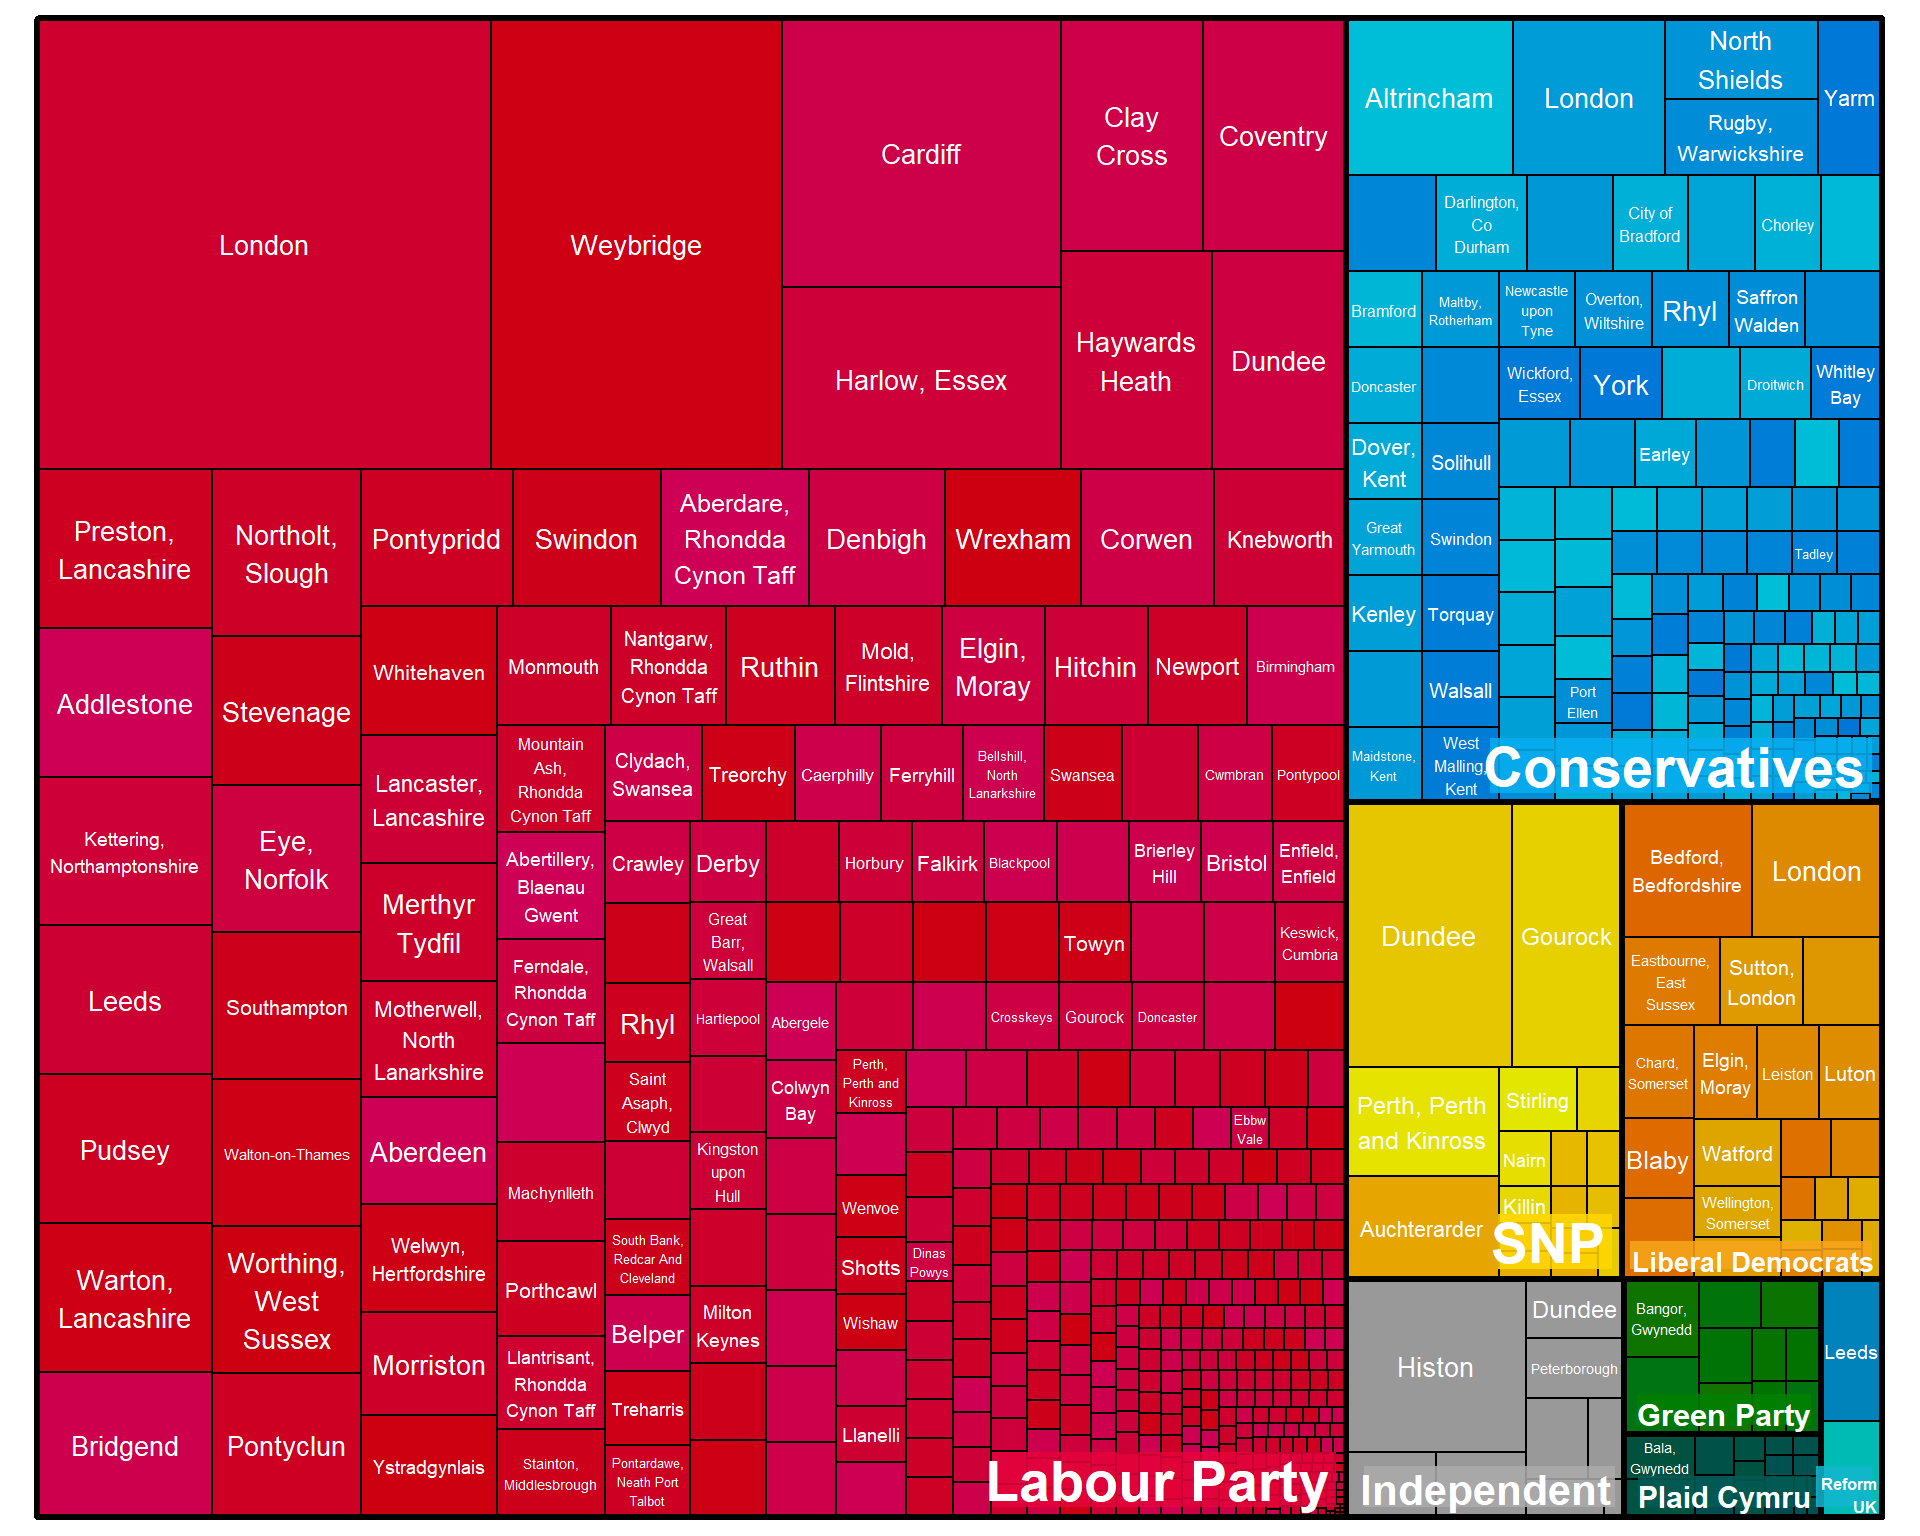 London
Weybridge
Cardiff
Harlow, Essex
Clay
Cross
Coventry
Haywards
Heath
Dundee
Preston,
Lancashire
Northolt,
Slough
Pontypridd
Swindon
Aberdare,
Rhondda
Cynon Taff
Denbigh
Wrexham
Corwen
Knebworth
Addlestone
Stevenage
Whitehaven
Monmouth
Nantgarw,
Rhondda
Cynon Taff
Ruthin
Mold,
Flintshire
Elgin,
Moray
Hitchin
Newport
Birmingham
Kettering,
Northamptonshire
Eye,
Norfolk
Lancaster,
Lancashire
Mountain
Ash,
Rhondda
Cynon Taff
Clydach,
Swansea
Treorchy
Caerphilly
Ferryhill
Bellshill,
North
Lanarkshire
Swansea
Cwmbran
Pontypool
Abertillery,
Blaenau
Gwent
Crawley
Derby
Horbury
Falkirk
Blackpool
Brierley
Hill
Bristol
Enfield,
Enfield
Leeds
Southampton
Merthyr
Tydfil
Ferndale,
Rhondda
Cynon Taff
Great
Barr,
Walsall
Towyn
Keswick,
Cumbria
Motherwell,
North
Lanarkshire
Rhyl
Hartlepool
Abergele
Crosskeys
Gourock
Doncaster
Pudsey
Walton-on-Thames
Aberdeen
Machynlleth
Saint
Asaph,
Clwyd
Kingston
upon
Hull
Colwyn
Bay
Perth,
Perth and
Kinross
Ebbw
Vale
Warton,
Lancashire
Worthing,
West
Sussex
Welwyn,
Hertfordshire
Porthcawl
South Bank,
Redcar And
Cleveland
Wenvoe
Shotts
Dinas
Powys
Morriston
Llantrisant,
Rhondda
Cynon Taff
Belper
Milton
Keynes
Wishaw
Bridgend
Pontyclun
Ystradgynlais
Stainton,
Middlesbrough
Treharris
Pontardawe,
Neath Port
Talbot
Llanelli
Labour Party
Altrincham
London
North
Shields
Rugby,
Warwickshire
Yarm
Darlington,
Co
Durham
City of
Bradford
Chorley
Bramford
Maltby,
Rotherham
Newcastle
upon
Tyne
Overton,
Wiltshire
Rhyl
Saffron
Walden
Doncaster
Wickford,
Essex
York
Droitwich
Whitley
Bay
Dover,
Kent
Solihull
Earley
Great
Yarmouth
Swindon
Tadley
Kenley
Torquay
Walsall
Port
Ellen
Maidstone,
Kent
West
Malling,
Kent
Conservatives
Dundee
Gourock
Perth, Perth
and Kinross
Stirling
Nairn
Killin
Auchterarder
SNP
Bedford,
Bedfordshire
London
Eastbourne,
East
Sussex
Sutton,
London
Chard,
Somerset
Elgin,
Moray
Leiston
Luton
Blaby
Watford
Wellington,
Somerset
Liberal Democrats
Histon
Dundee
Peterborough
Independent
Bangor,
Gwynedd
Green Party
Bala,
Gwynedd
Plaid Cymru
Leeds
Reform
UK